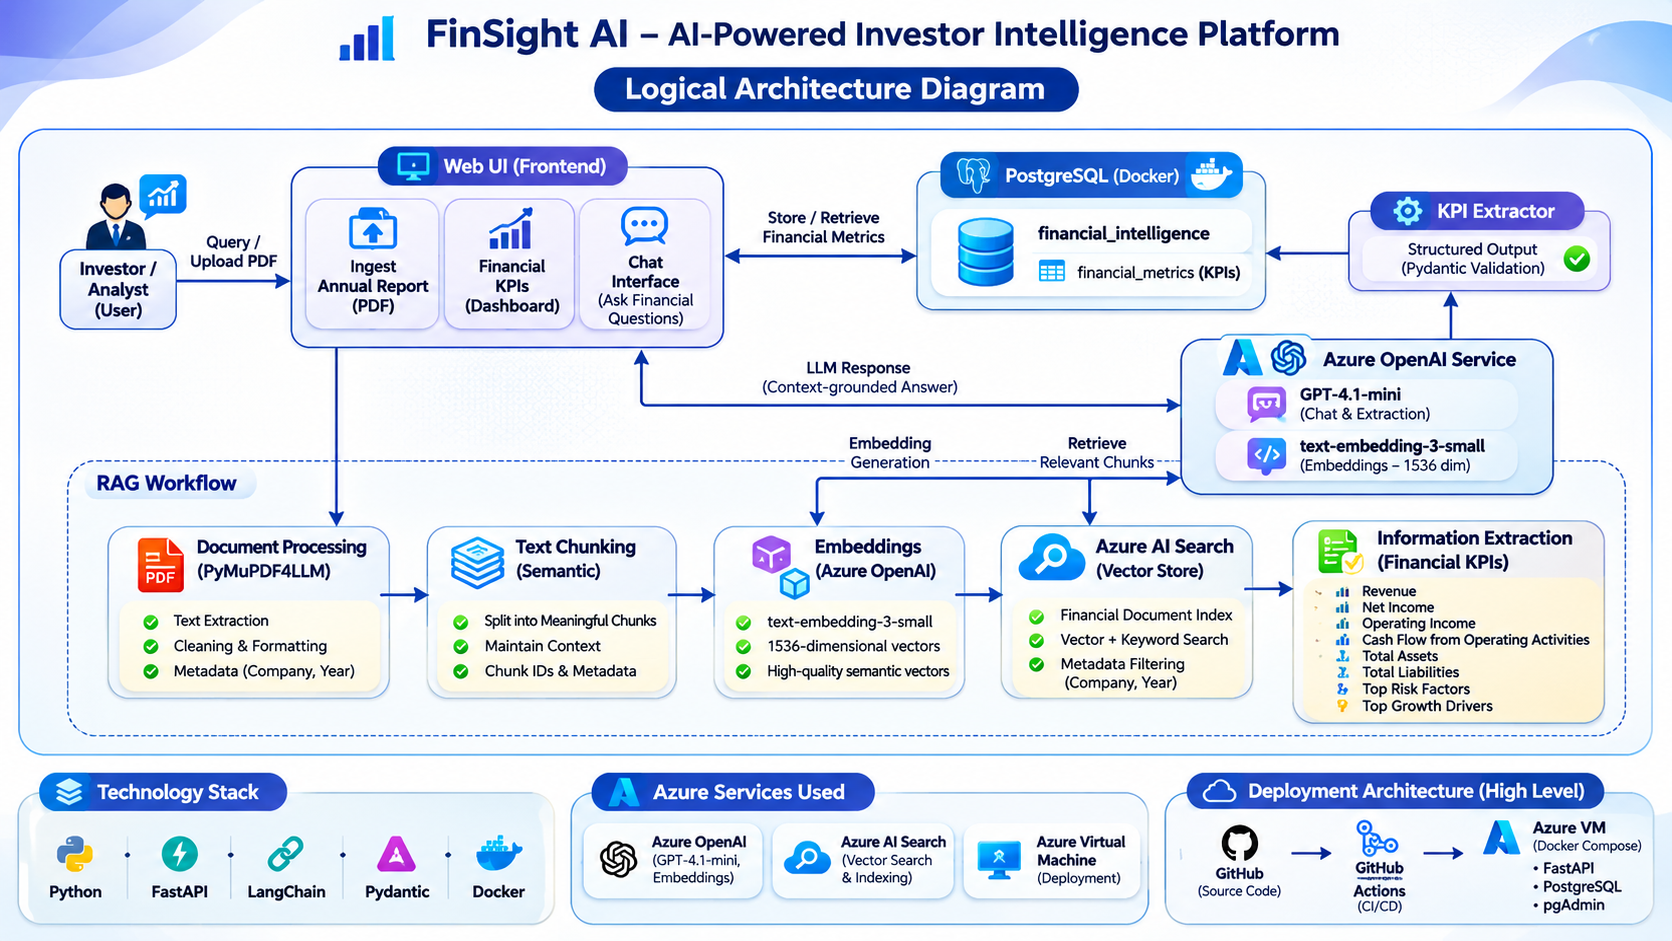 FinSight AI – AI-Powered Investor Intelligence Platform
Logical Architecture Diagram
Investor /
Analyst
(User)
Query /
Upload PDF
Web UI (Frontend)
Ingest
Annual Report
(PDF)
Financial
KPIs
(Dashboard)
Chat
Interface
(Ask Financial
Questions)
Store / Retrieve
Financial Metrics
PostgreSQL (Docker)
financial_intelligence
financial_metrics (KPIs)
KPI Extractor
Structured Output
(Pydantic Validation)
LLM Response
(Context-grounded Answer)
Azure OpenAI Service
GPT-4.1-mini
(Chat & Extraction)
text-embedding-3-small
(Embeddings – 1536 dim)
Embedding
Generation
Retrieve
Relevant Chunks
RAG Workflow
PDF
Document Processing
(PyMuPDF4LLM)
Text Extraction
Cleaning & Formatting
Metadata (Company, Year)
Text Chunking
(Semantic)
Split into Meaningful Chunks
Maintain Context
Chunk IDs & Metadata
Embeddings
(Azure OpenAI)
text-embedding-3-small
1536-dimensional vectors
High-quality semantic vectors
Azure AI Search
(Vector Store)
Financial Document Index
Vector + Keyword Search
Metadata Filtering
(Company, Year)
Information Extraction
(Financial KPIs)
Revenue
Net Income
Operating Income
Cash Flow from Operating Activities
Total Assets
Total Liabilities
Top Risk Factors
Top Growth Drivers
Technology Stack
Python
FastAPI
LangChain
Pydantic
Docker
Azure Services Used
Azure OpenAI
(GPT-4.1-mini,
Embeddings)
Azure AI Search
(Vector Search
& Indexing)
Azure Virtual
Machine
(Deployment)
Deployment Architecture (High Level)
GitHub
(Source Code)
GitHub
Actions
(CI/CD)
Azure VM
(Docker Compose)
• FastAPI
• PostgreSQL
• pgAdmin